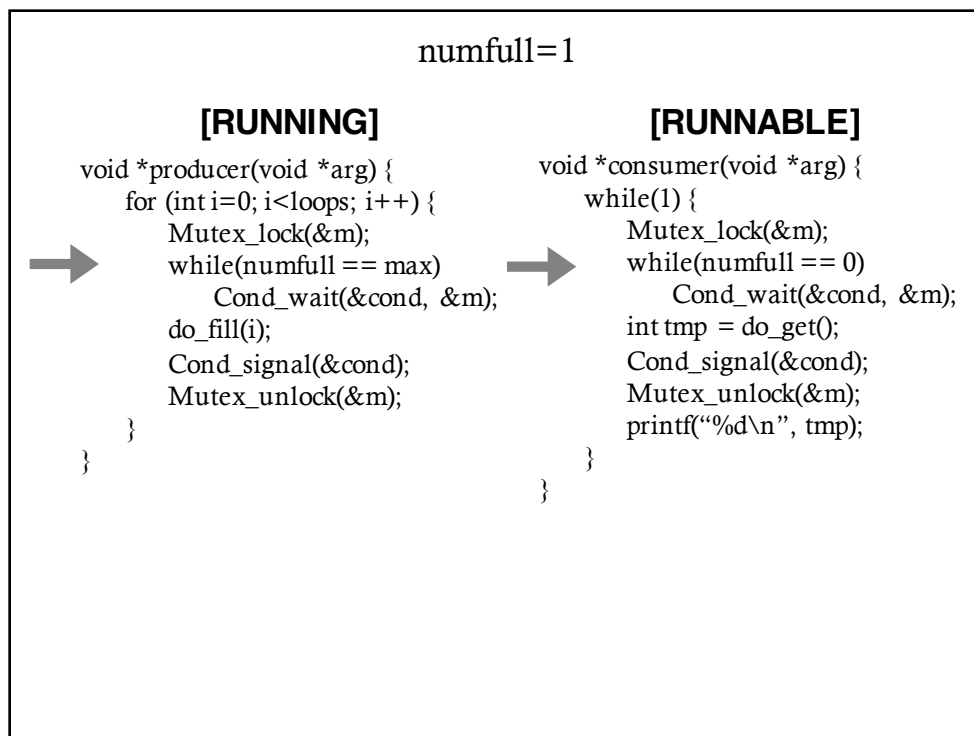 numfull=1
[RUNNING]
void *producer(void *arg) {
for (int i=0; i<loops; i++) {
Mutex_lock(&m);
while(numfull == max)
Cond_wait(&cond, &m);
do_fill(i);
Cond_signal(&cond);
Mutex_unlock(&m);
}
}
[RUNNABLE]
void *consumer(void *arg) {
while(1) {
Mutex_lock(&m);
while(numfull == 0)
Cond_wait(&cond, &m);
int tmp = do_get();
Cond_signal(&cond);
Mutex_unlock(&m);
printf(“%d\n”, tmp);
}
}